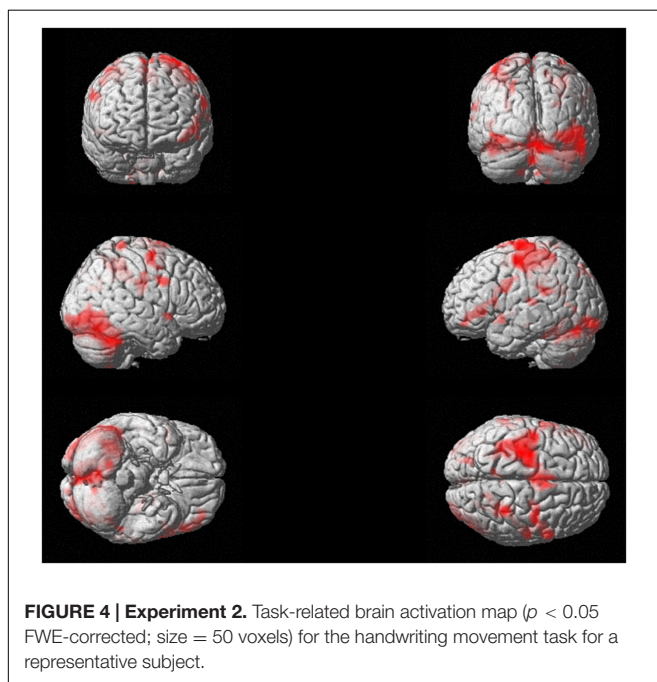 FIGURE 4 | Experiment 2. Task-related brain activation map (p < 0.05
FWE-corrected; size = 50 voxels) for the handwriting movement task for a
representative subject.